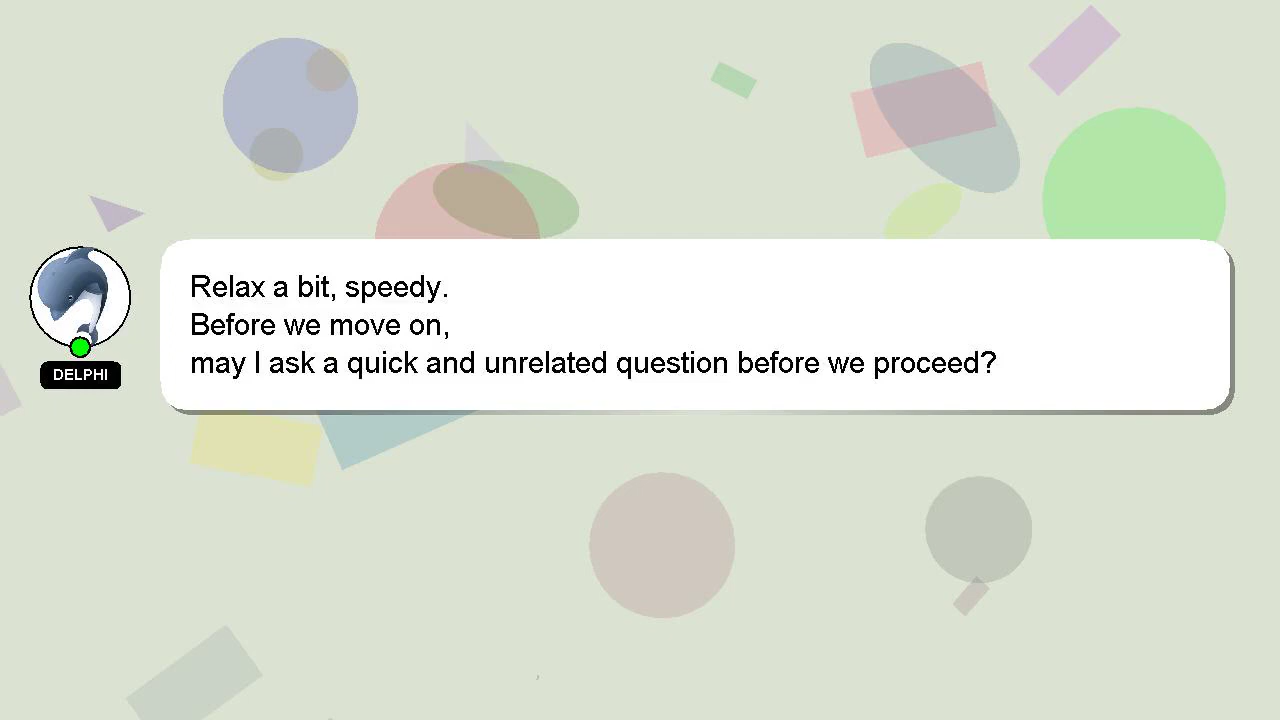 Relax a bit, speedy.
Before we move on,
may I ask a quick and unrelated question before we proceed?
DELPHI